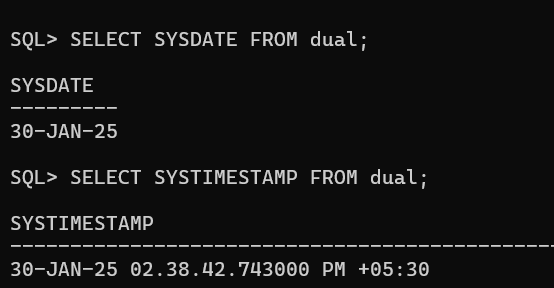 SQL> SELECT SYSDATE FROM dual;
SYSDATE
---------
30-JAN-25
SQL> SELECT SYSTIMESTAMP FROM dual;
SYSTIMESTAMP
------------------------------------------------------
30-JAN-25 02.38.42.743000 PM +05:30